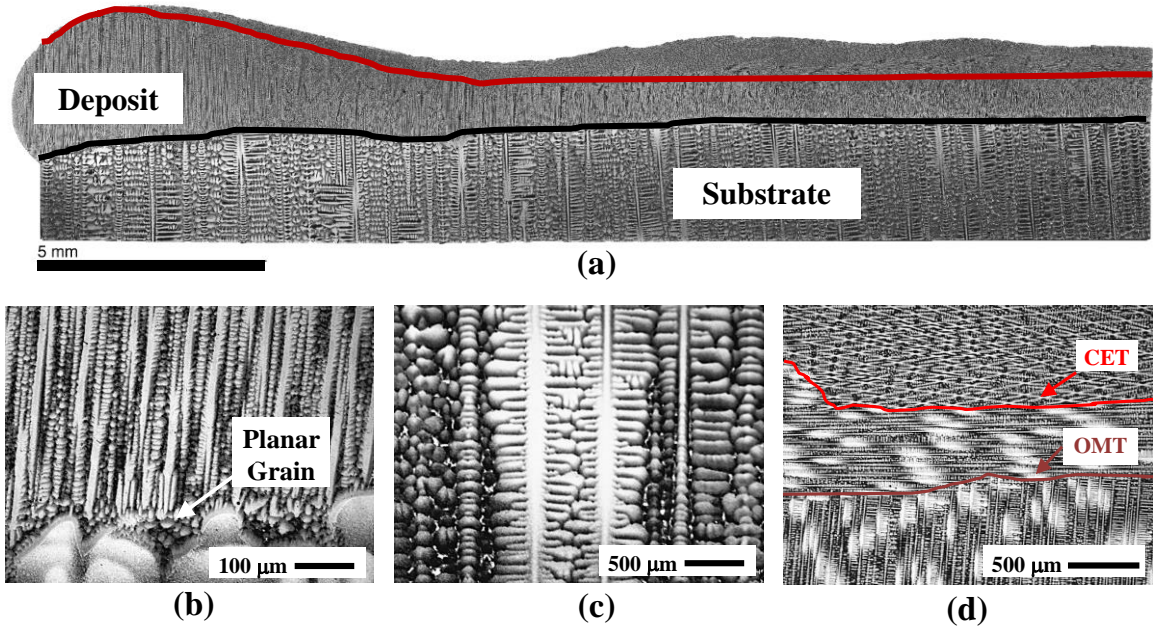 Deposit
Substrate
5 mm
(a)
Planar
Grain
100 μm
(b)
500 μm
(c)
CET
OMT
500 μm
(d)